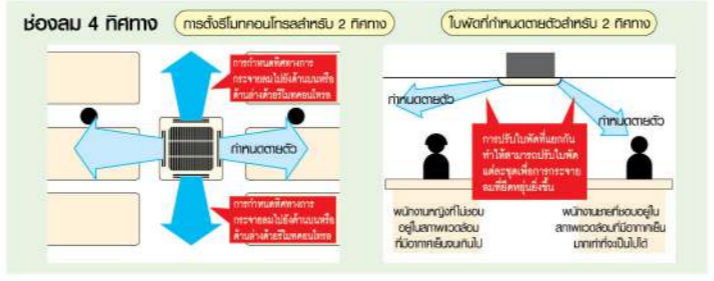 ช่องลม 4 ทิศทาง
การตั้งรีโมทคอนโทรลสำหรับ 2 ทิศทาง
ใบพัดที่กำหนดตายตัวสำหรับ 2 ทิศทาง
การกำหนดทิศทางการ
กระจายลมไปยังด้านบนหรือ
ด้านล่างด้วยรีโมทคอนโทรล
กำหนดตายตัว
การกำหนดทิศทางการ
กระจายลมไปยังด้านบนหรือ
ด้านล่างด้วยรีโมทคอนโทรล
กำหนดตายตัว
กำหนดตายตัว
การปรับใบพัดที่แยกกัน
ทำให้สามารถปรับใบพัด
แต่ละชุดเพื่อการกระจาย
ลมที่ยืดหยุ่นยิ่งขึ้น
พนักงานหญิงที่ไม่ชอบ
อยู่ในสภาพแวดล้อม
ที่มีอากาศเย็นจนเกินไป
พนักงานชายที่ชอบอยู่ใน
สภาพแวดล้อมที่มีอากาศเย็น
มากเท่าที่จะเป็นไปได้